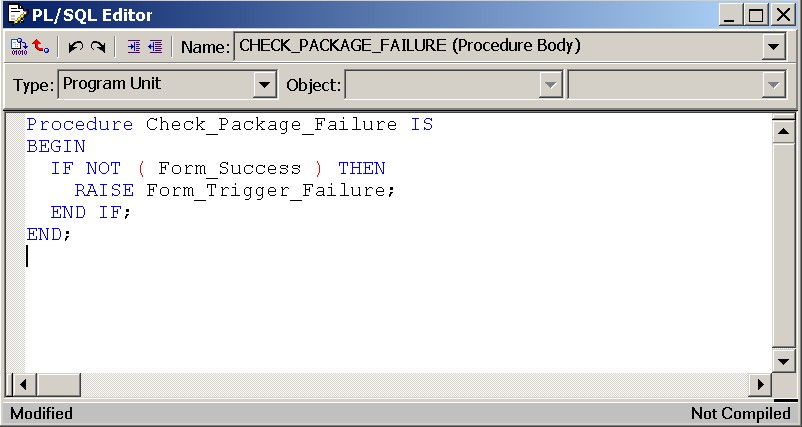 PL/SQL Editor
Name: CHECK_PACKAGE_FAILURE (Procedure Body)
Type: Program Unit Object:
Procedure Check_Package_Failure IS
BEGIN
  IF NOT ( Form_Success ) THEN
    RAISE Form_Trigger_Failure;
  END IF;
END;
Modified Not Compiled